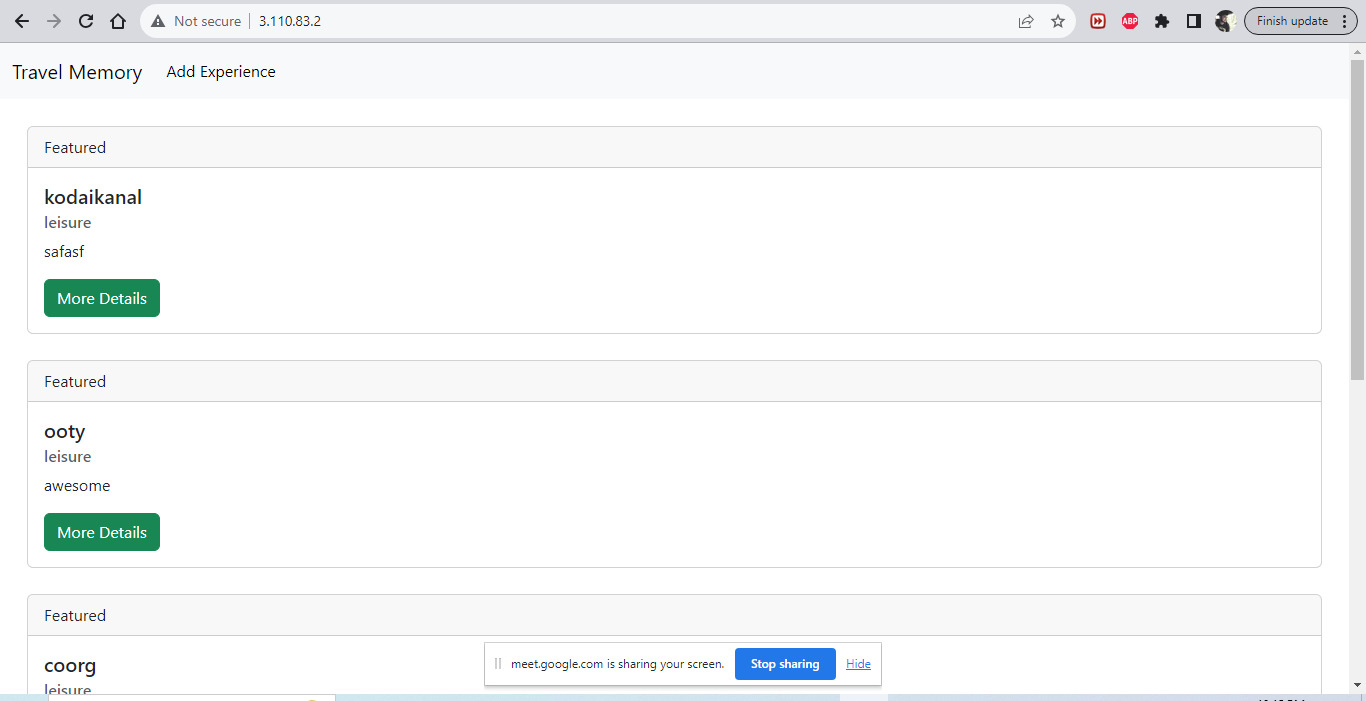 Not secure 3.110.83.2 ABP Finish update
Travel Memory Add Experience
Featured
kodaikanal
leisure
safasf
More Details
Featured
ooty
leisure
awesome
More Details
Featured
coorg
meet.google.com is sharing your screen. Stop sharing Hide
leisure